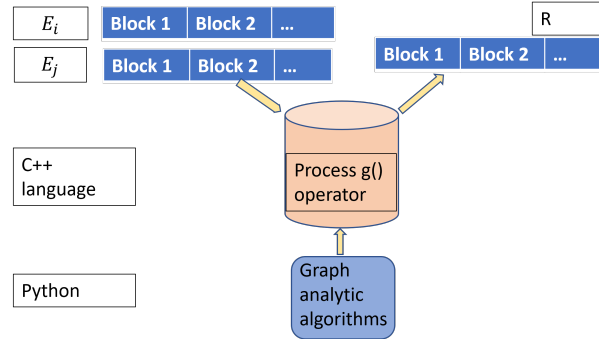 E_i Block 1 Block 2 ...
R
E_j Block 1 Block 2 ...
Block 1 Block 2 ...
C++
language
Process g()
operator
Python
Graph
analytic
algorithms